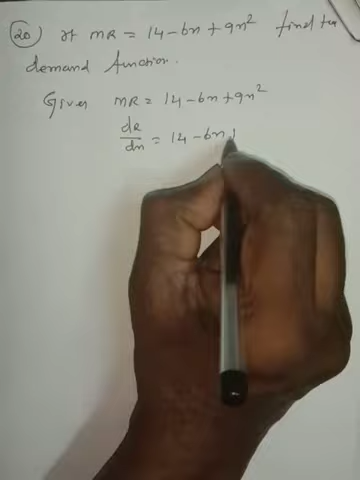 20) If MR = 14 - 6x + 9x² find the
demand function.
Given MR = 14 - 6x + 9x²
dR/dx = 14 - 6x